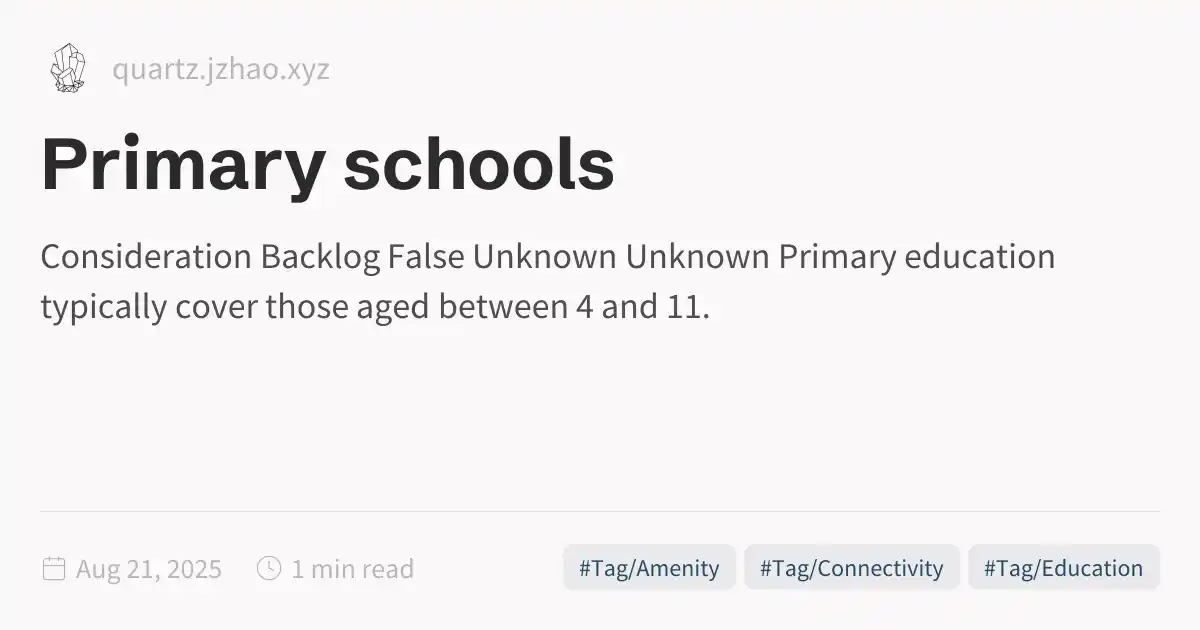 quartz.jzhao.xyz
Primary schools
Consideration Backlog False Unknown Unknown Primary education
typically cover those aged between 4 and 11.
Aug 21, 2025 1 min read #Tag/Amenity #Tag/Connectivity #Tag/Education